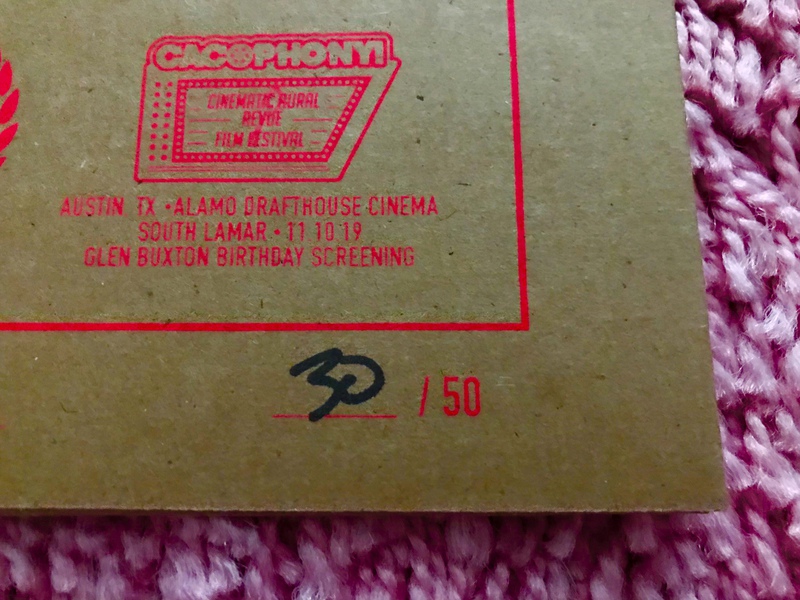 CACOPHONY!
CINEMATIC AURAL
REVUE
FILM FESTIVAL
AUSTIN, TX • ALAMO DRAFTHOUSE CINEMA
SOUTH LAMAR • 11 10 19
GLEN BUXTON BIRTHDAY SCREENING
30 / 50